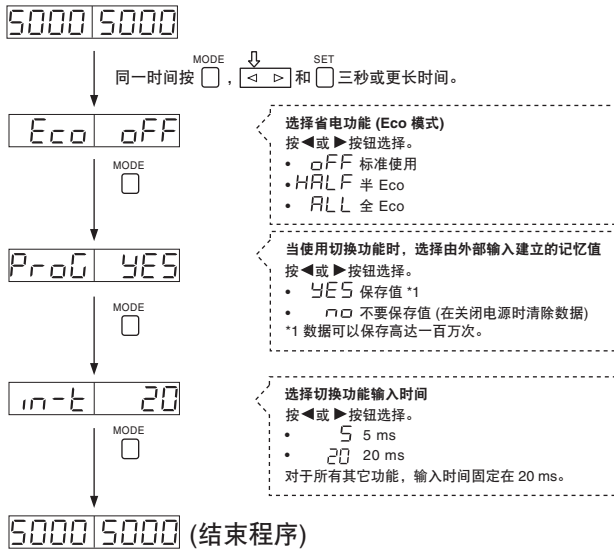 5000 5000
MODE SET
同一时间按 , ◁ ▷ 和 三秒或更长时间。
Eco oFF
MODE
选择省电功能 (Eco 模式)
按◀或 ▶按钮选择。
• oFF 标准使用
• HALF 半 Eco
• ALL 全 Eco
ProG YES
MODE
当使用切换功能时，选择由外部输入建立的记忆值
按◀或 ▶按钮选择。
• YES 保存值 *1
• no 不要保存值 (在关闭电源时清除数据)
*1 数据可以保存高达一百万次。
in-t 20
MODE
选择切换功能输入时间
按◀或 ▶按钮选择。
• 5 5 ms
• 20 20 ms
对于所有其它功能，输入时间固定在 20 ms。
5000 5000 (结束程序)